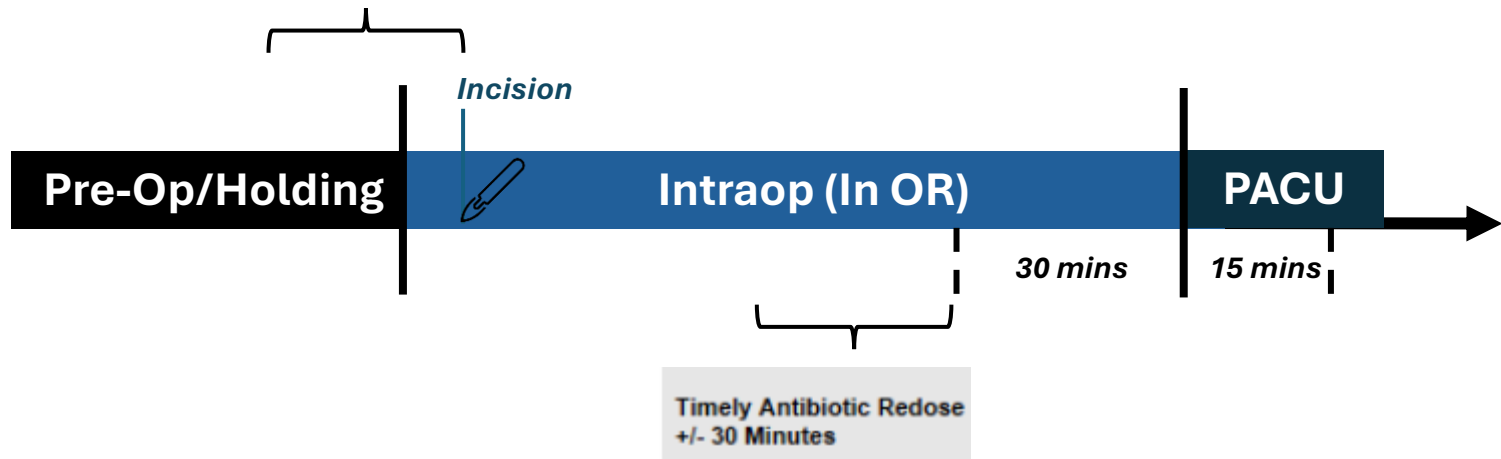 Incision
Pre-Op/Holding
Intraop (In OR)
PACU
30 mins
15 mins
Timely Antibiotic Redose
+/- 30 Minutes